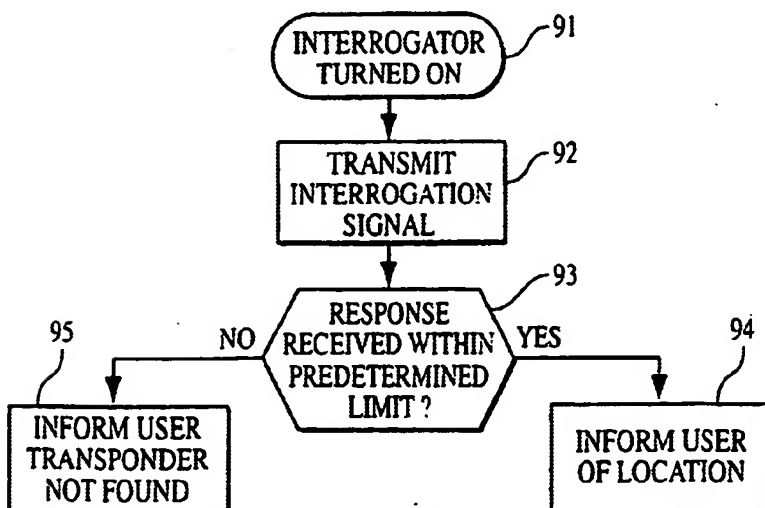 INTERROGATOR
TURNED ON
91
TRANSMIT
INTERROGATION
SIGNAL
92
RESPONSE
RECEIVED WITHIN
PREDETERMINED
LIMIT ?
93
NO
YES
95
INFORM USER
TRANSPONDER
NOT FOUND
94
INFORM USER
OF LOCATION